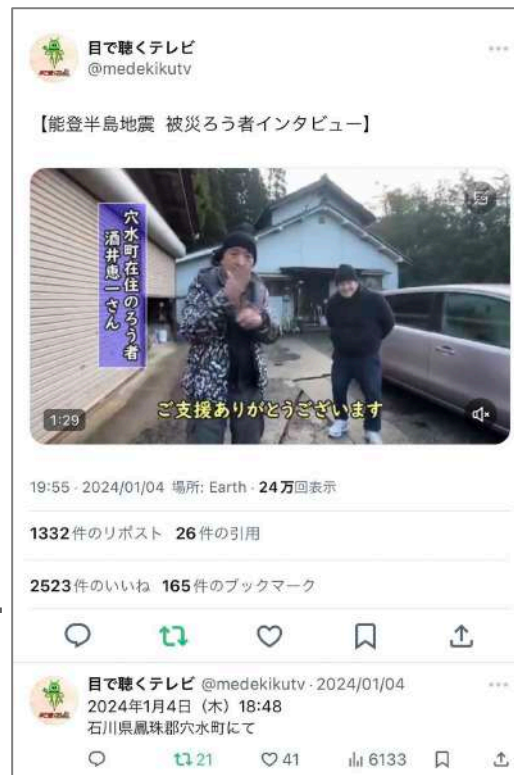 目で聴くテレビ
@medekikutv
【能登半島地震 被災ろう者インタビュー】
穴水町在住のろう者
酒井恵一さん
ご支援ありがとうございます
1:29
19:55 · 2024/01/04 場所: Earth · 24万回表示
1332件のリポスト 26件の引用
2523件のいいね 165件のブックマーク
目で聴くテレビ @medekikutv · 2024/01/04
2024年1月4日（木）18:48
石川県鳳珠郡穴水町にて
21 41 6133